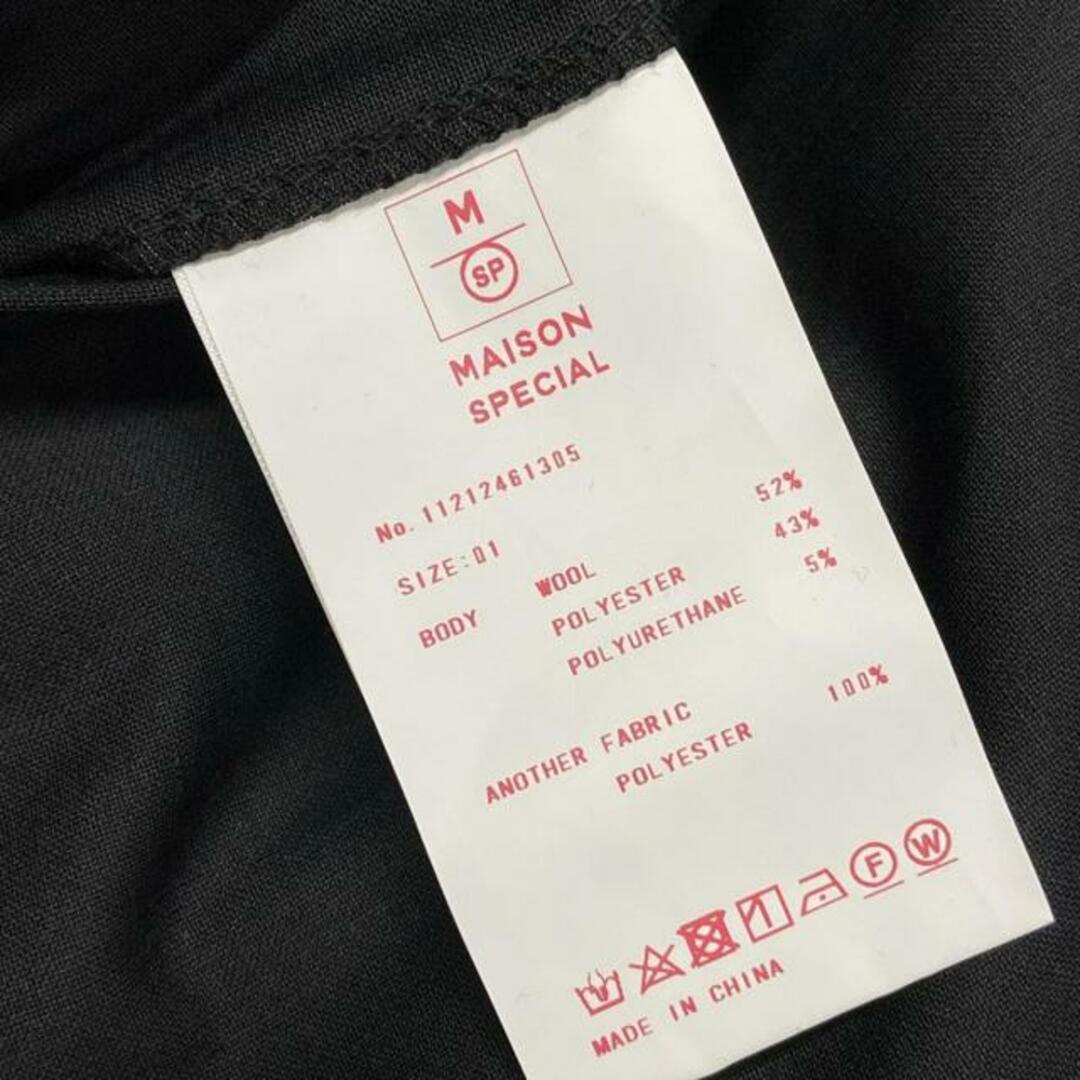 M
SP
MAISON
SPECIAL
No. 11212461305
SIZE:01
BODY WOOL 52%
POLYESTER 43%
POLYURETHANE 5%
ANOTHER FABRIC
POLYESTER 100%
F W
MADE IN CHINA